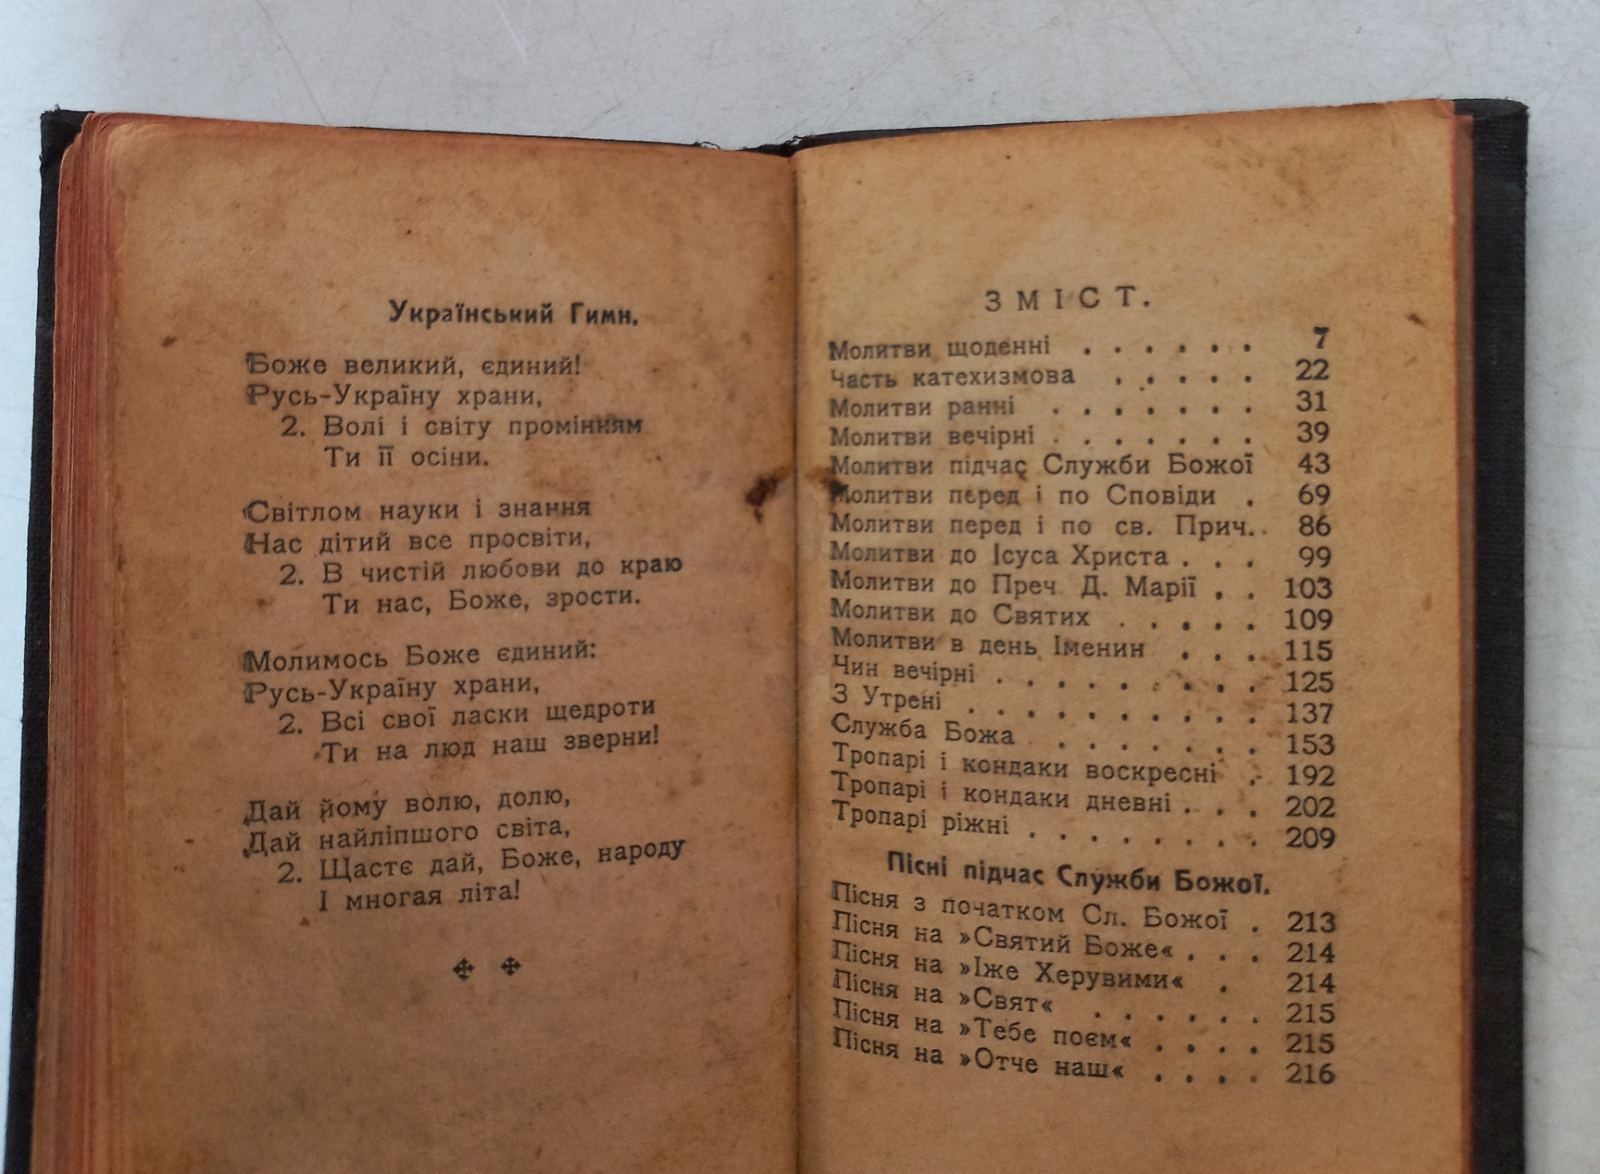 Український Гимн.
Боже великий, єдиний!
Русь-Україну храни,
2. Волі і світу промінням
Ти її осіни.
Світлом науки і знання
Нас дітий все просвіти,
2. В чистій любови до краю
Ти нас, Боже, зрости.
Молимось Боже єдиний:
Русь-Україну храни,
2. Всі свої ласки щедроти
Ти на люд наш зверни!
Дай йому волю, долю,
Дай найліпшого світа,
2. Щастє дай, Боже, народу
І многая літа!
ЗМІСТ.
Молитви щоденні . . . . . . 7
Часть катехизмова . . . . . 22
Молитви ранні . . . . . . . 31
Молитви вечірні . . . . . . . 39
Молитви підчас Служби Божої 43
Молитви перед і по Сповіди . 69
Молитви перед і по св. Прич. . 86
Молитви до Ісуса Христа . . . 99
Молитви до Преч. Д. Марії . . 103
Молитви до Святих . . . . . 109
Молитви в день Іменин . . . 115
Чин вечірні . . . . . . . . . 125
З Утрені . . . . . . . . . . 137
Служба Божа . . . . . . . 153
Тропарі і кондаки воскресні . 192
Тропарі і кондаки дневні . . . 202
Тропарі ріжні . . . . . . . . 209
Пісні підчас Служби Божої.
Пісня з початком Сл. Божої . 213
Пісня на »Святий Боже« . . . 214
Пісня на »Іже Херувими« . 214
Пісня на »Свят« . . . . . . 215
Пісня на »Тебе поєм« . . . . 215
Пісня на »Отче наш« . . . . 216